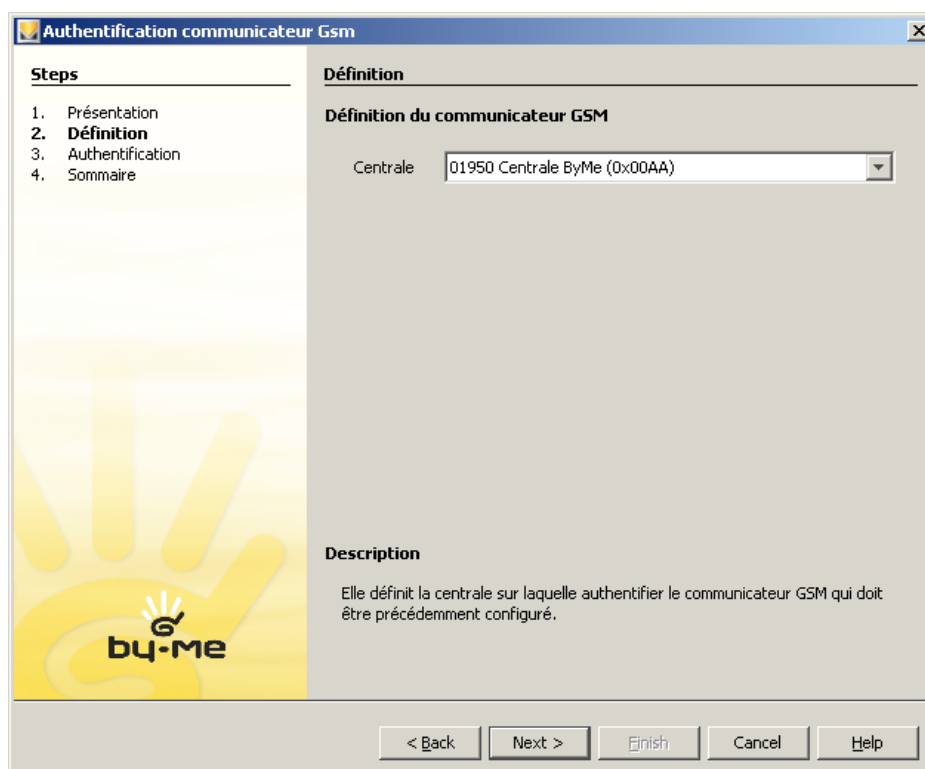 Authentification communicateur Gsm
Steps
1. Présentation
2. Définition
3. Authentification
4. Sommaire
Définition
Définition du communicateur GSM
Centrale 01950 Centrale ByMe (0x00AA)
Description
Elle définit la centrale sur laquelle authentifier le communicateur GSM qui doit
être précédemment configuré.
by-me
< Back Next > Finish Cancel Help